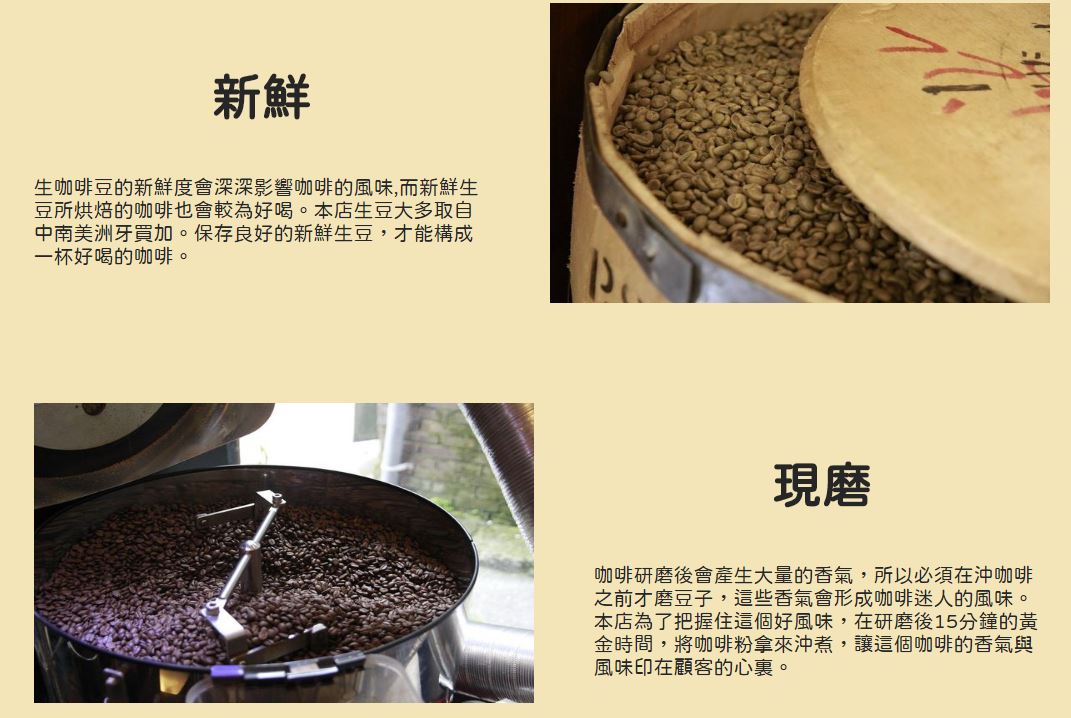 新鮮
生咖啡豆的新鮮度會深深影響咖啡的風味,而新鮮生
豆所烘焙的咖啡也會較為好喝。本店生豆大多取自
中南美洲牙買加。保存良好的新鮮生豆，才能構成
一杯好喝的咖啡。
現磨
咖啡研磨後會產生大量的香氣，所以必須在沖咖啡
之前才磨豆子，這些香氣會形成咖啡迷人的風味。
本店為了把握住這個好風味，在研磨後15分鐘的黃
金時間，將咖啡粉拿來沖煮，讓這個咖啡的香氣與
風味印在顧客的心裏。